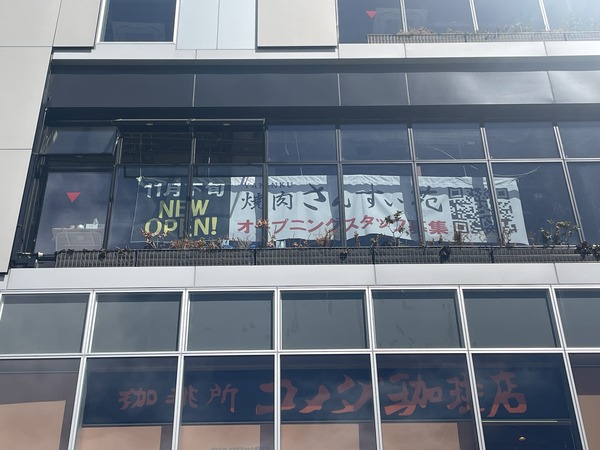 11月下旬
NEW
OPEN!
焼肉 さんすい苑
オープニングスタッフ募集
珈琲所 コメダ珈琲店